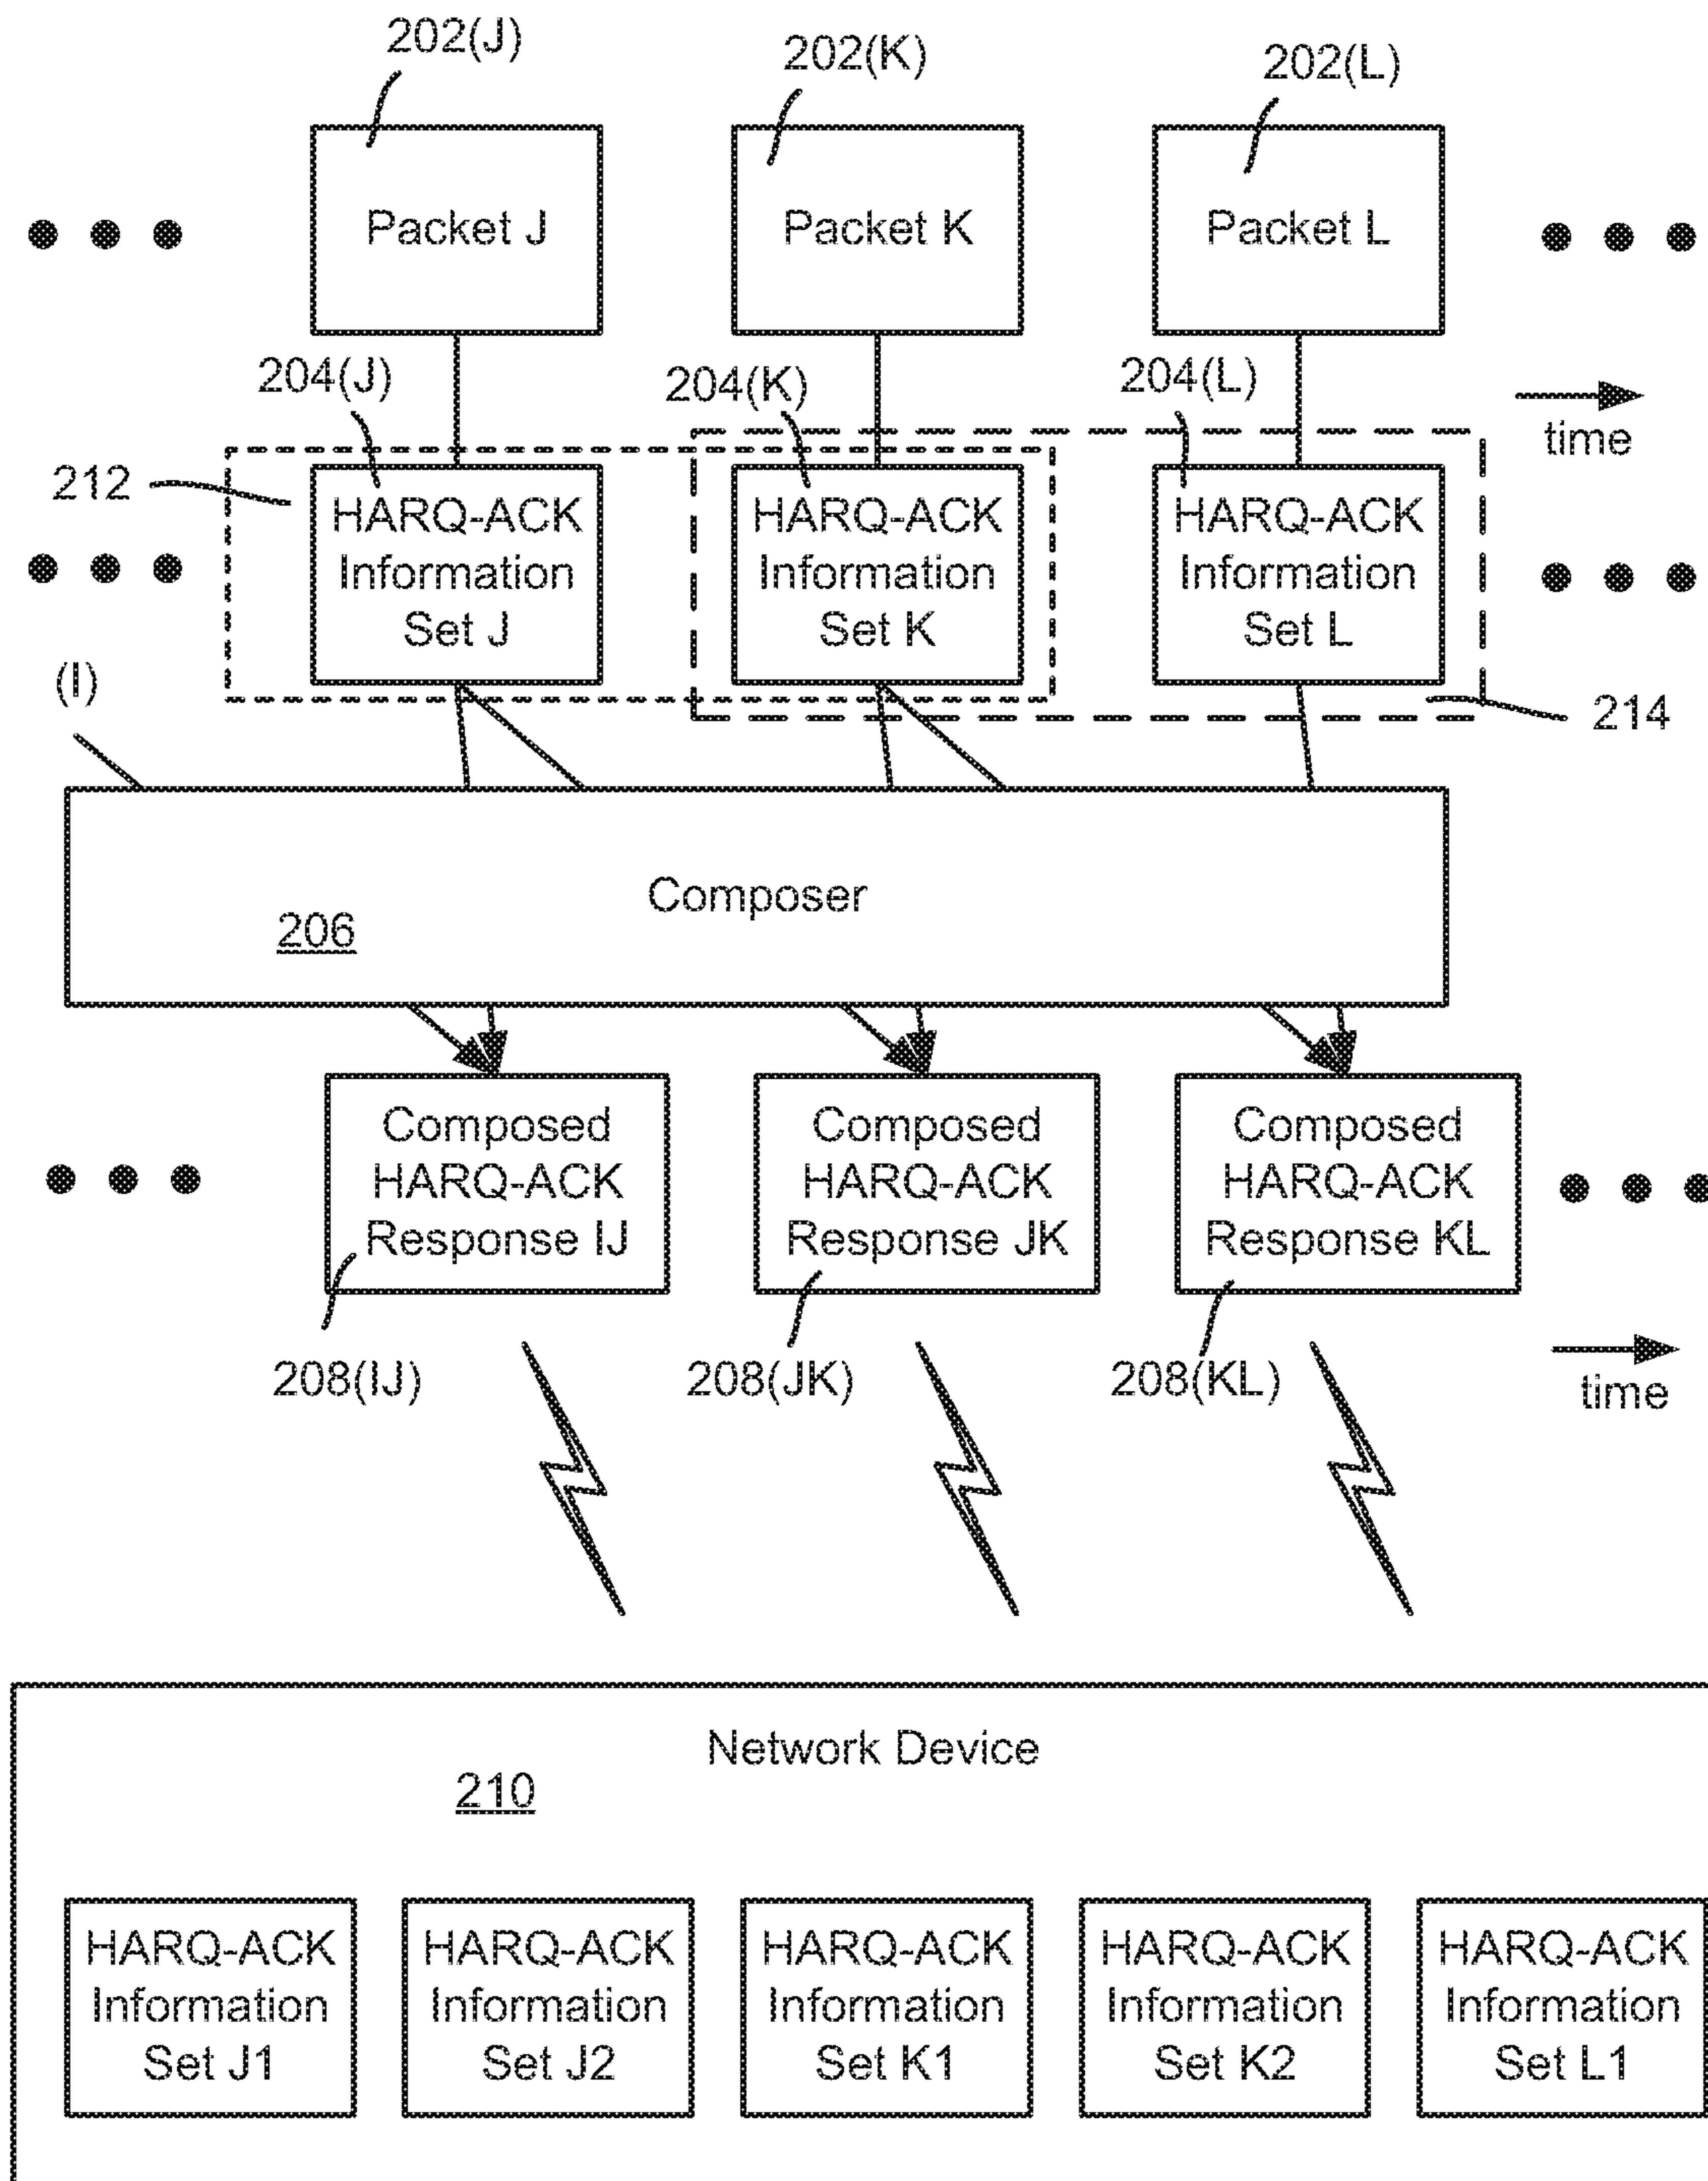 202(J)
202(K)
202(L)
Packet J
Packet K
Packet L
204(J)
204(K)
204(L)
time
212
HARQ-ACK
Information
Set J
HARQ-ACK
Information
Set K
HARQ-ACK
Information
Set L
(I)
214
Composer
206
Composed
HARQ-ACK
Response IJ
Composed
HARQ-ACK
Response JK
Composed
HARQ-ACK
Response KL
208(IJ)
208(JK)
208(KL)
time
Network Device
210
HARQ-ACK
Information
Set J1
HARQ-ACK
Information
Set J2
HARQ-ACK
Information
Set K1
HARQ-ACK
Information
Set K2
HARQ-ACK
Information
Set L1